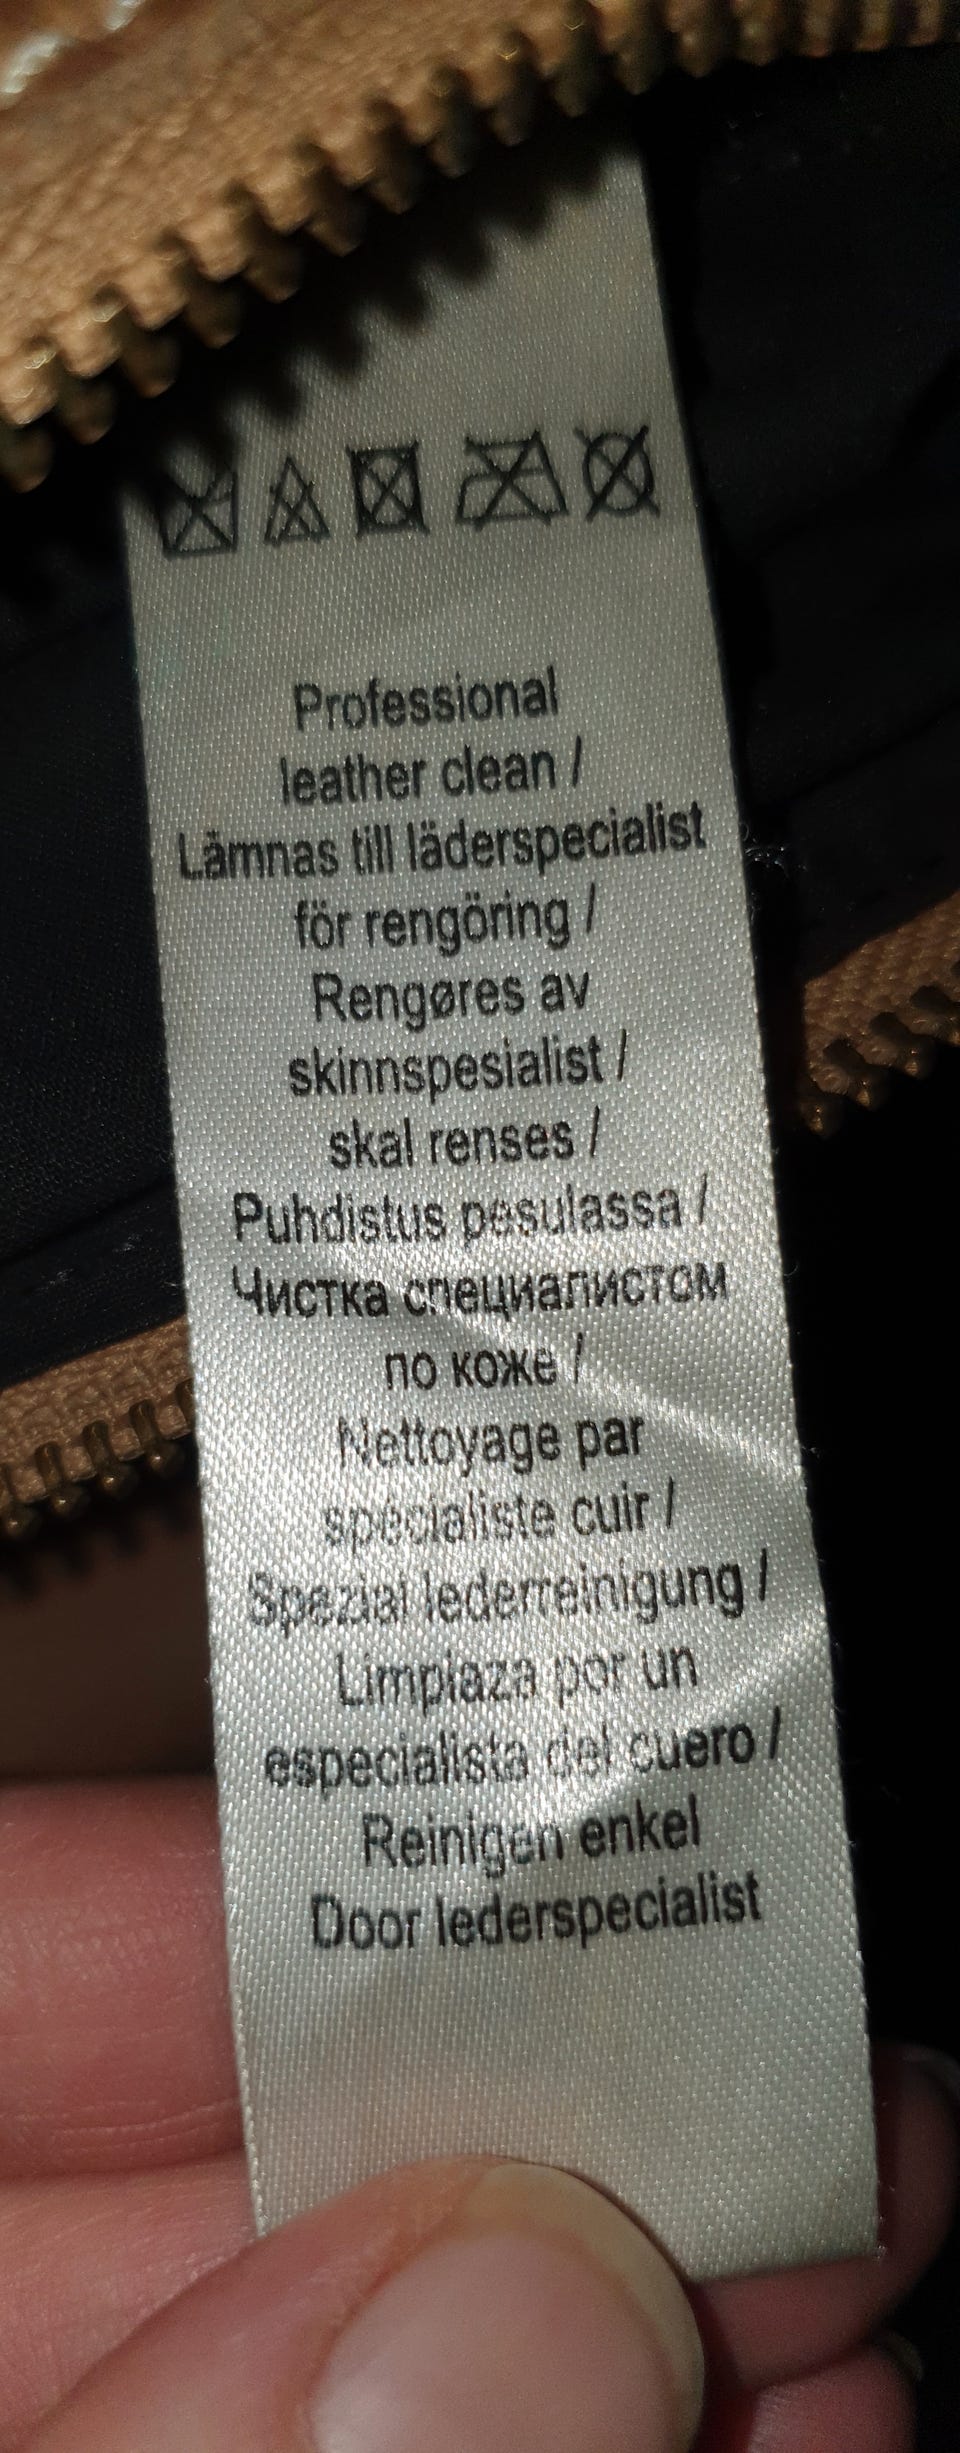 Professional
leather clean /
Lämnas till läderspecialist
för rengöring /
Rengøres av
skinnspesialist /
skal renses /
Puhdistus pesulassa /
Чистка специалистом
по коже /
Nettoyage par
spécialiste cuir /
Spezial lederreinigung /
Limpiaza por un
especialista del cuero /
Reinigen enkel
Door lederspecialist